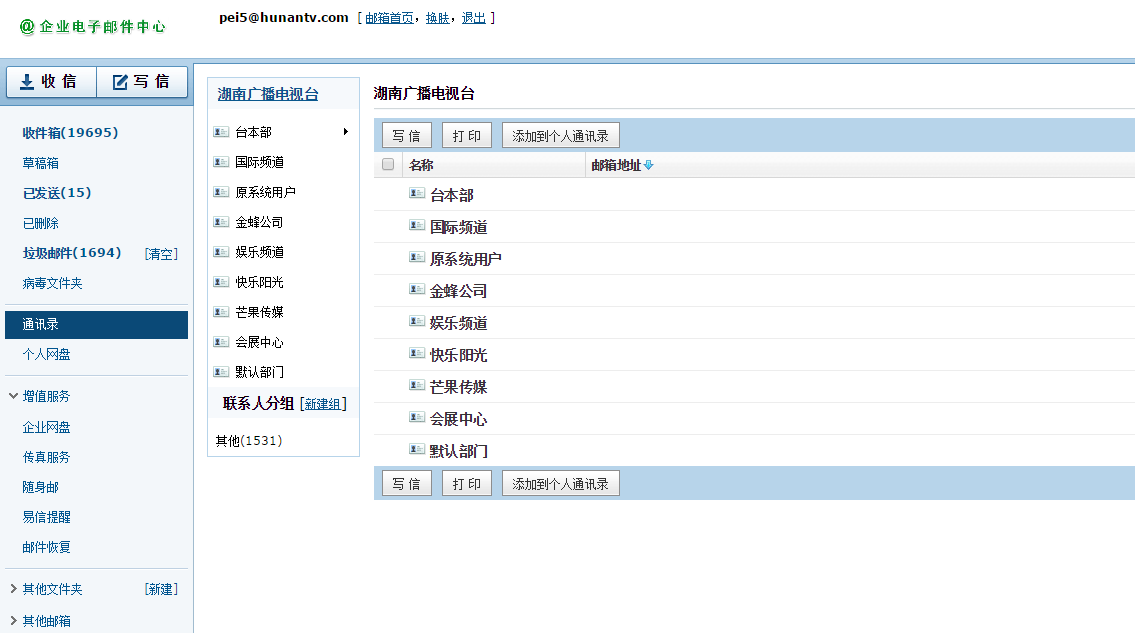 @企业电子邮件中心
pei5@hunantv.com [ 邮箱首页，换肤，退出 ]
收 信
写 信
收件箱(19695)
草稿箱
已发送(15)
已删除
垃圾邮件(1694) [清空]
病毒文件夹
通讯录
个人网盘
增值服务
企业网盘
传真服务
随身邮
易信提醒
邮件恢复
其他文件夹 [新建]
其他邮箱
湖南广播电视台
台本部
国际频道
原系统用户
金蜂公司
娱乐频道
快乐阳光
芒果传媒
会展中心
默认部门
联系人分组 [新建组]
其他(1531)
湖南广播电视台
写 信 打 印 添加到个人通讯录
名称 邮箱地址
台本部
国际频道
原系统用户
金蜂公司
娱乐频道
快乐阳光
芒果传媒
会展中心
默认部门
写 信 打 印 添加到个人通讯录